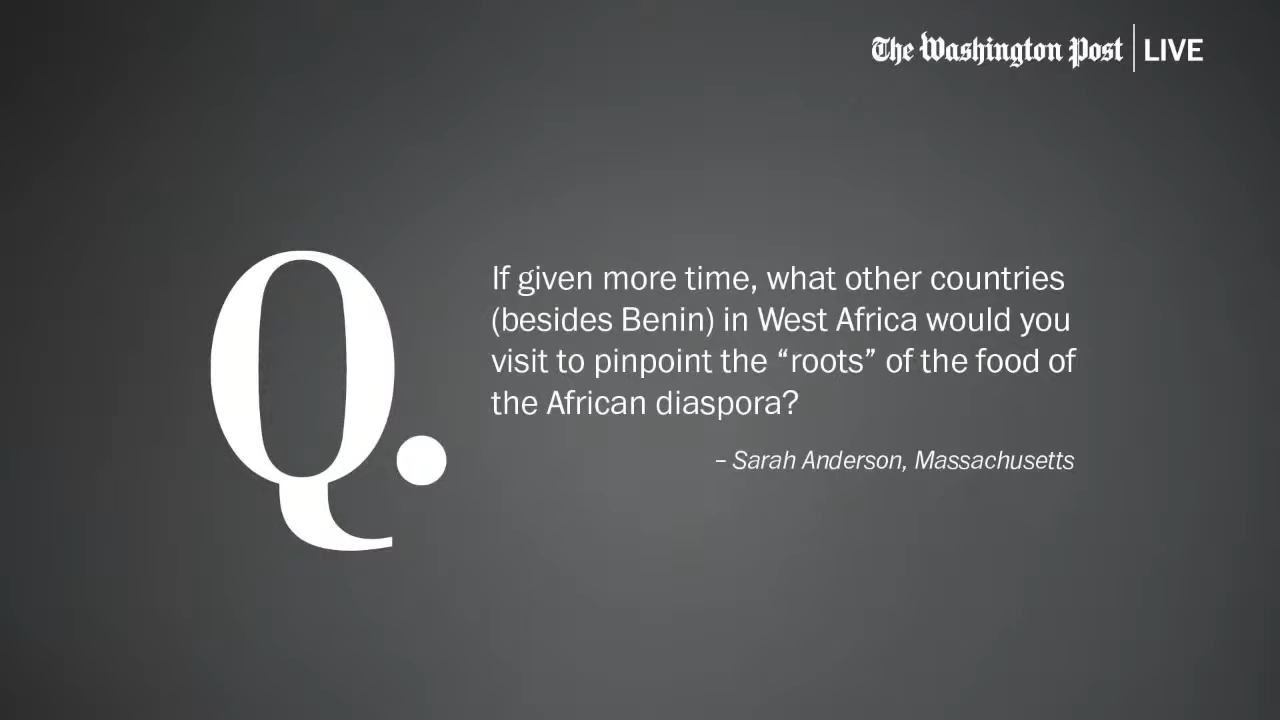 The Washington Post | LIVE
Q.
If given more time, what other countries
(besides Benin) in West Africa would you
visit to pinpoint the “roots” of the food of
the African diaspora?
– Sarah Anderson, Massachusetts